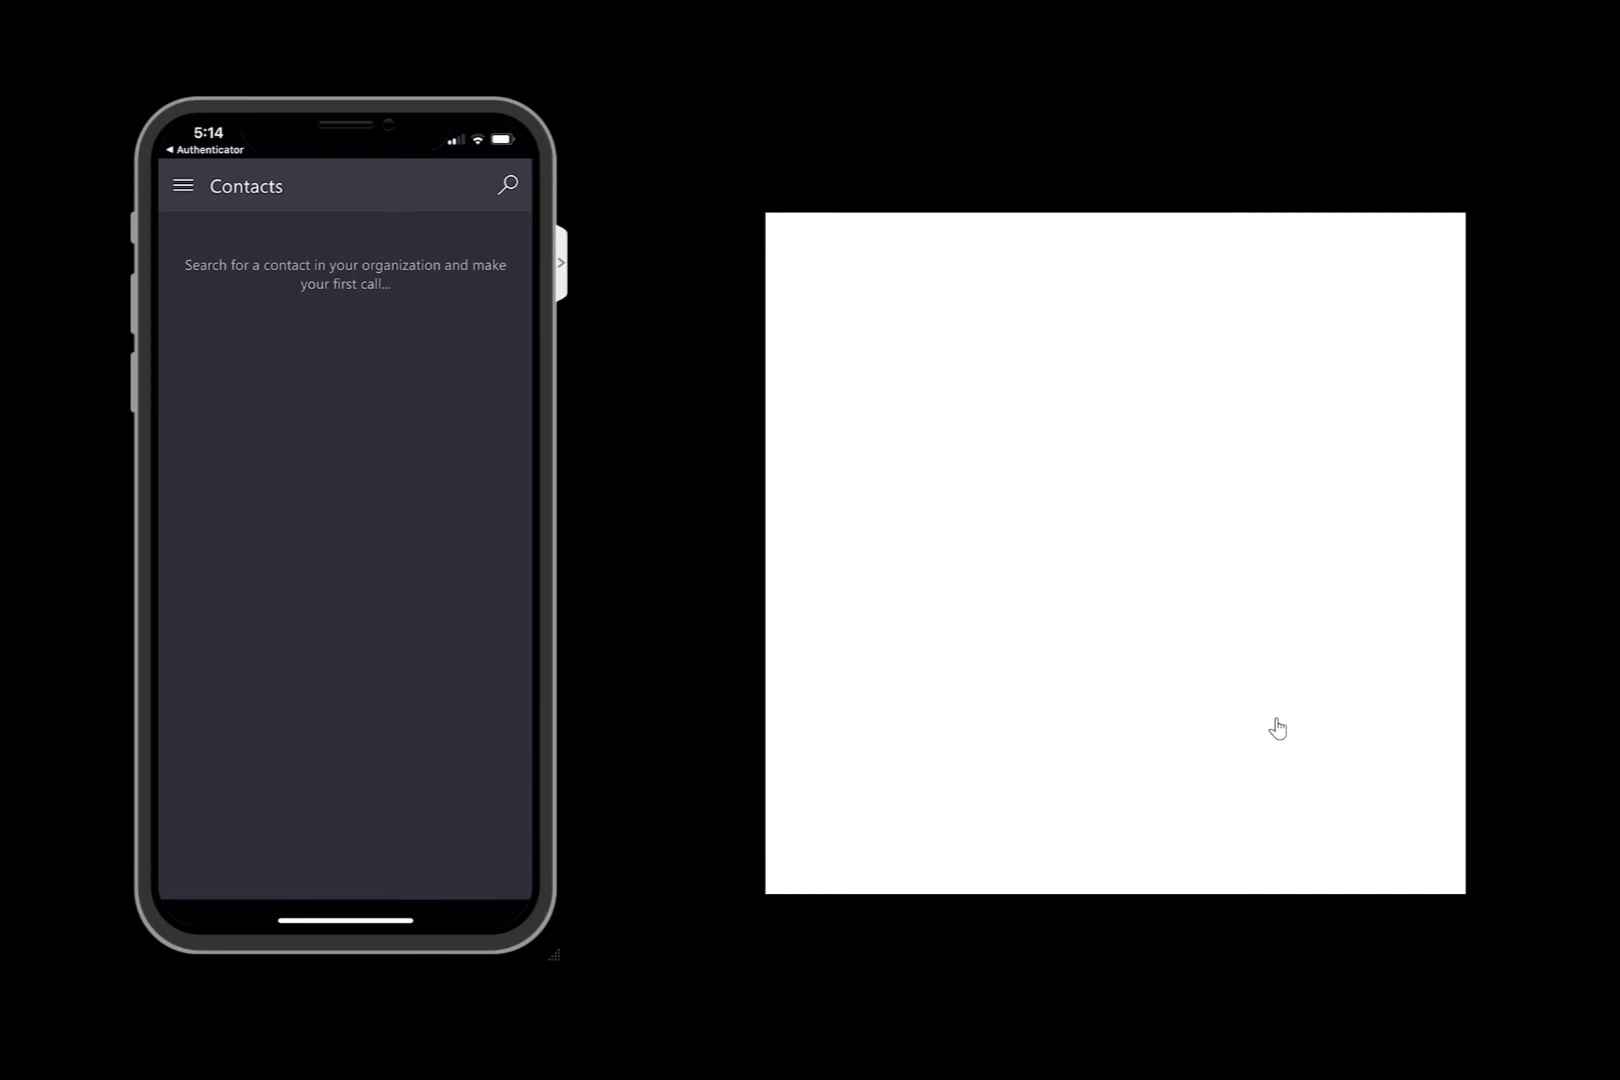 5:14
Authenticator
Contacts
Search for a contact in your organization and make
your first call...